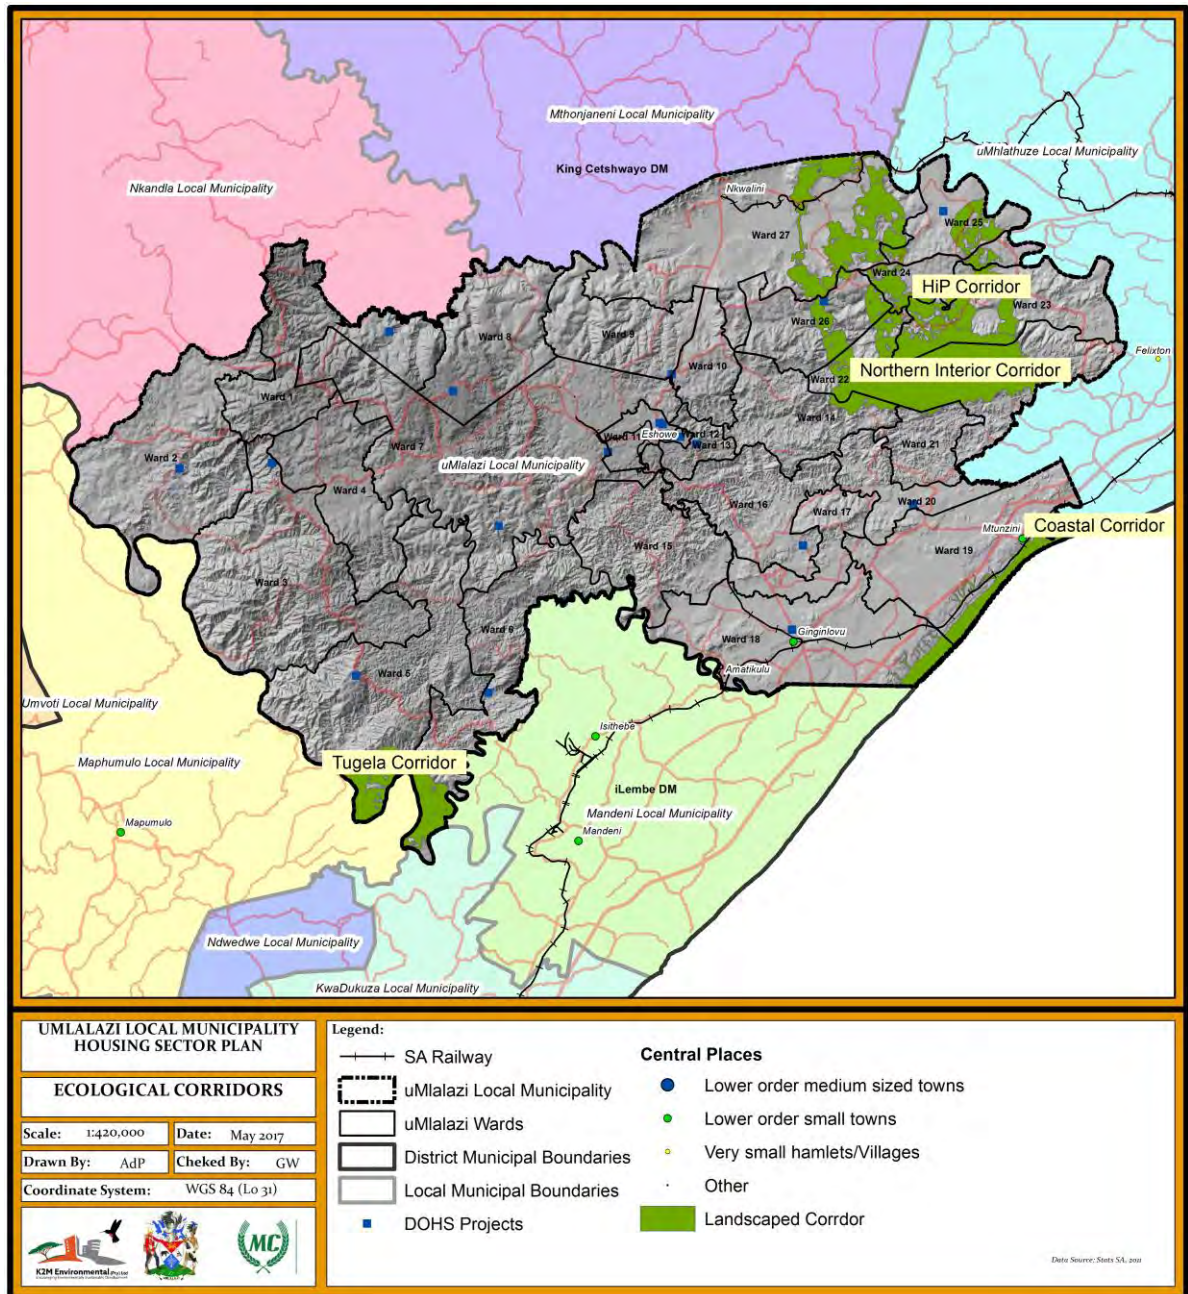 Mthonjaneni Local Municipality
uMhlathuze Local Municipality
King Cetshwayo DM
Nkandla Local Municipality
Nkwalini
Ward 25
Ward 27
Ward 24
HiP Corridor
Ward 23
Ward 26
Ward 8
Ward 9
Felixton
Ward 10
Northern Interior Corridor
Ward 22
Ward 1
Ward 14
Ward 7
Ward 11
Eshowe
Ward 12
Ward 13
Ward 21
Ward 2
uMlalazi Local Municipality
Ward 4
Ward 16
Ward 20
Ward 17
Mtunzini
Coastal Corridor
Ward 15
Ward 19
Ward 3
Ward 6
Ward 18
Ginginlovu
Amatikulu
Ward 5
Umvoti Local Municipality
Isithebe
Maphumulo Local Municipality
Tugela Corridor
iLembe DM
Mandeni Local Municipality
Mapumulo
Mandeni
Ndwedwe Local Municipality
KwaDukuza Local Municipality
UMLALAZI LOCAL MUNICIPALITY
HOUSING SECTOR PLAN
ECOLOGICAL CORRIDORS
Scale: 1:420,000
Date: May 2017
Drawn By: AdP
Cheked By: GW
Coordinate System: WGS 84 (Lo 31)
K2M Environmental (Pty) Ltd
MC
Legend:
SA Railway
uMlalazi Local Municipality
uMlalazi Wards
District Municipal Boundaries
Local Municipal Boundaries
DOHS Projects
Central Places
Lower order medium sized towns
Lower order small towns
Very small hamlets/Villages
Other
Landscaped Corrdor
Data Source: Stats SA, 2011